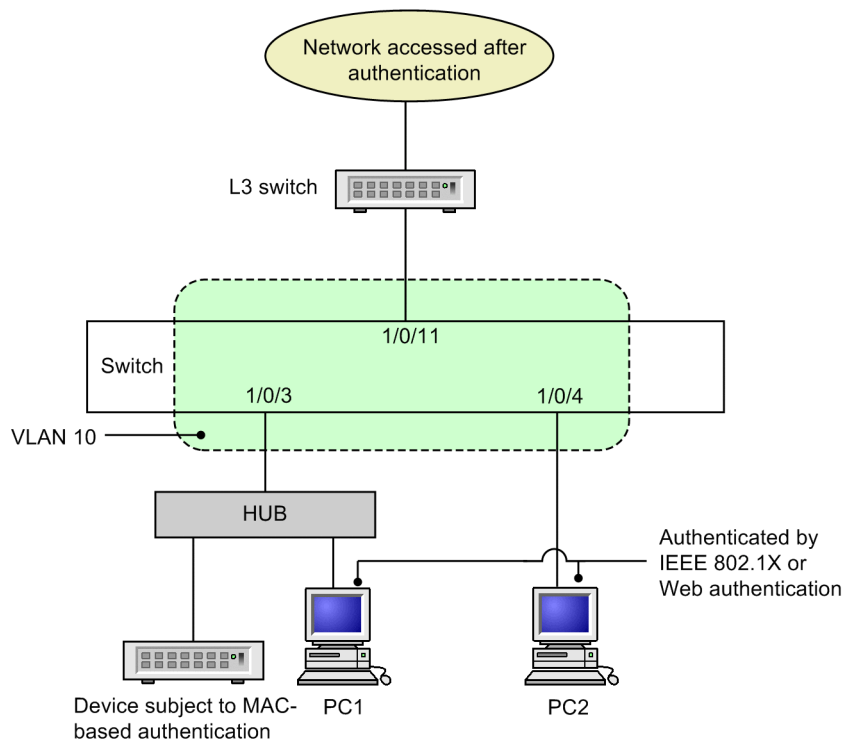 Network accessed after
authentication
L3 switch
1/0/11
Switch
1/0/3
1/0/4
VLAN 10
HUB
Authenticated by
IEEE 802.1X or
Web authentication
Device subject to MAC-
based authentication
PC1
PC2